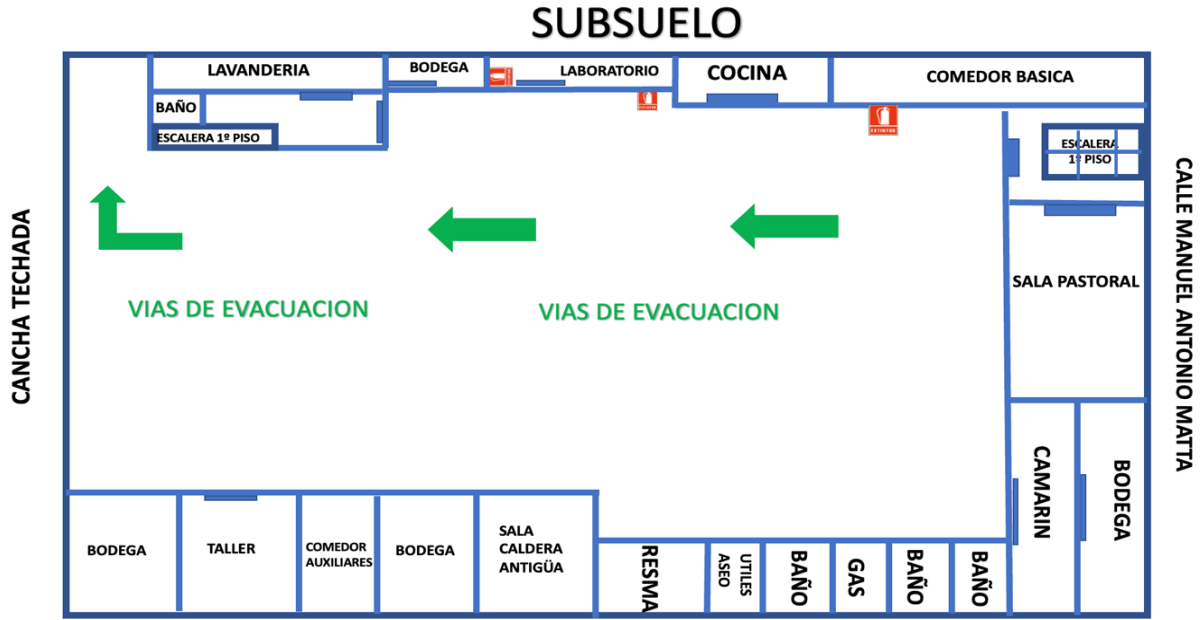 SUBSUELO
LAVANDERIA
BODEGA
LABORATORIO
COCINA
COMEDOR BASICA
BAÑO
ESCALERA 1º PISO
EXTINTOR
ESCALERA
1º PISO
CANCHA TECHADA
CALLE MANUEL ANTONIO MATTA
VIAS DE EVACUACION
VIAS DE EVACUACION
SALA PASTORAL
CAMARIN
BODEGA
BODEGA
TALLER
COMEDOR
AUXILIARES
BODEGA
SALA
CALDERA
ANTIGÜA
RESMA
UTILES
ASEO
BAÑO
GAS
BAÑO
BAÑO